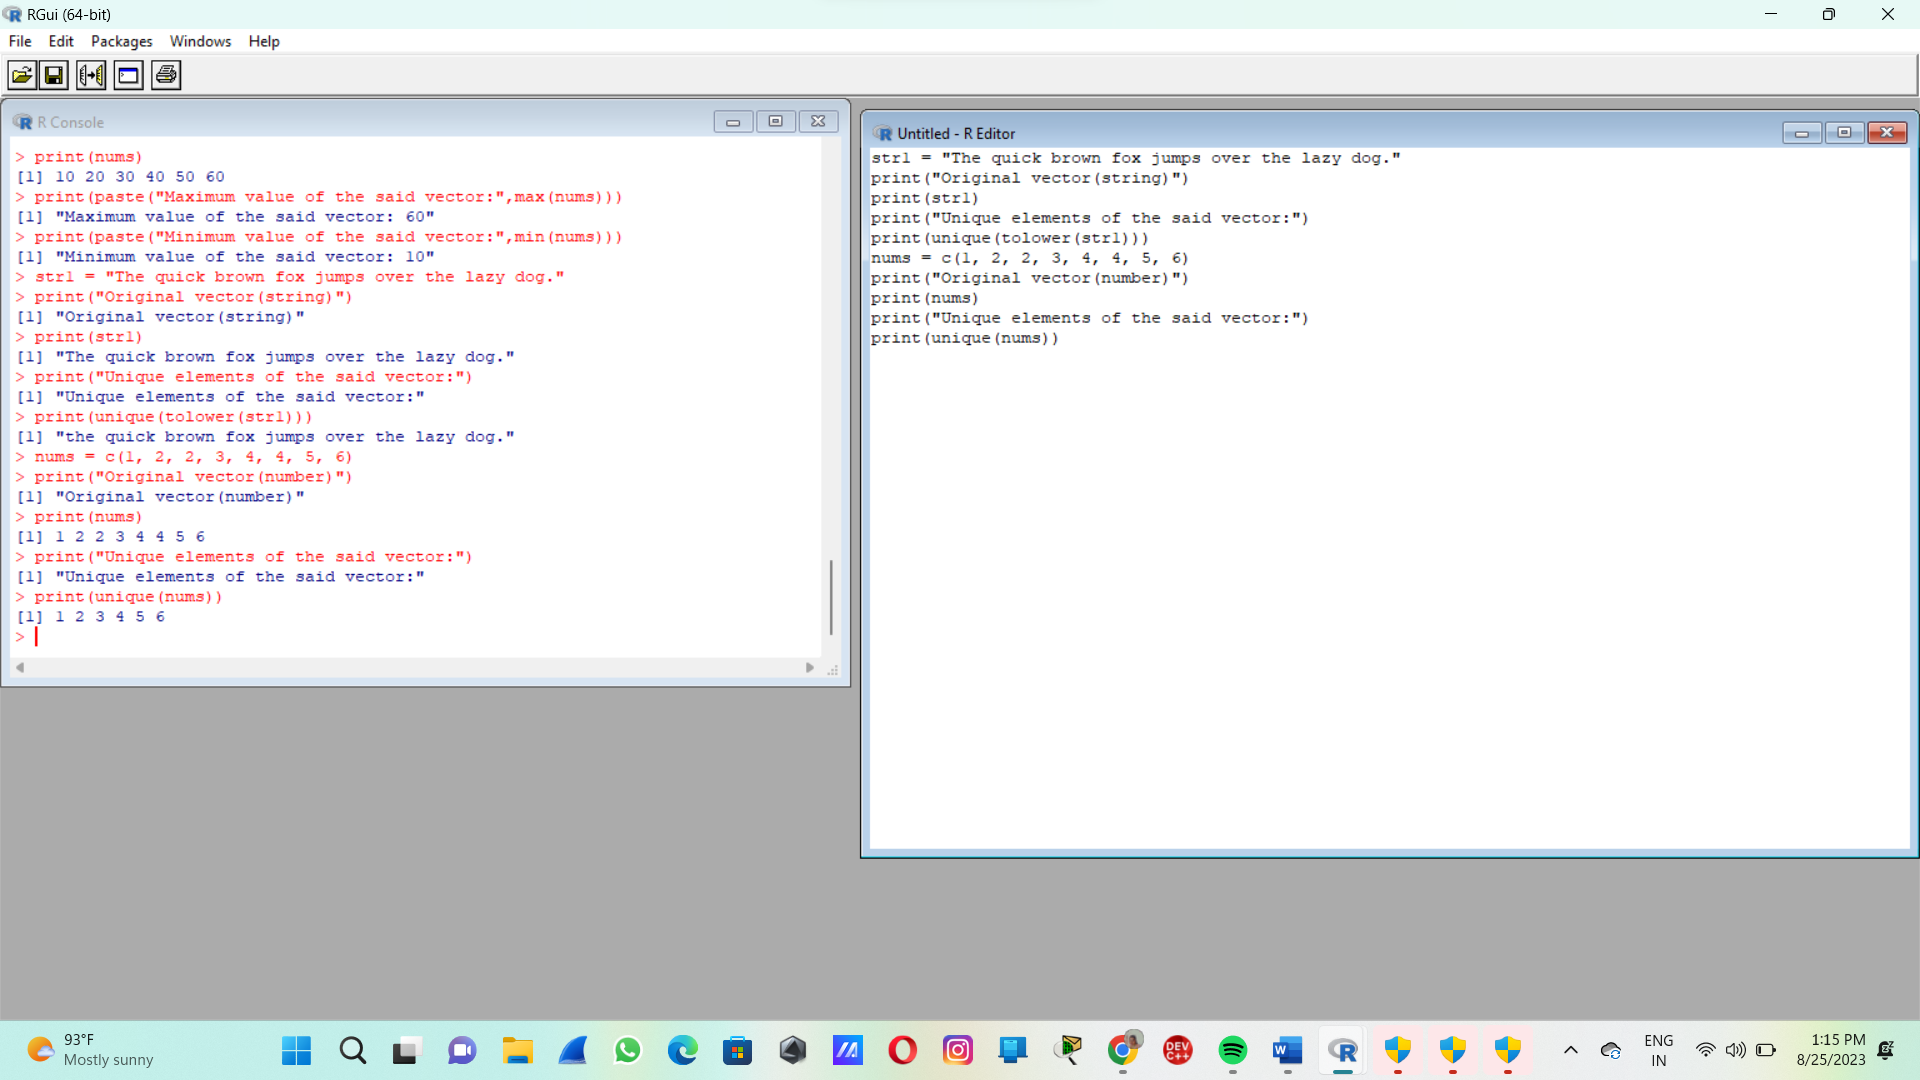 RGui (64-bit)
File Edit Packages Windows Help
R Console
> print(nums)
[1] 10 20 30 40 50 60
> print(paste("Maximum value of the said vector:",max(nums)))
[1] "Maximum value of the said vector: 60"
> print(paste("Minimum value of the said vector:",min(nums)))
[1] "Minimum value of the said vector: 10"
> str1 = "The quick brown fox jumps over the lazy dog."
> print("Original vector(string)")
[1] "Original vector(string)"
> print(str1)
[1] "The quick brown fox jumps over the lazy dog."
> print("Unique elements of the said vector:")
[1] "Unique elements of the said vector:"
> print(unique(tolower(str1)))
[1] "the quick brown fox jumps over the lazy dog."
> nums = c(1, 2, 2, 3, 4, 4, 5, 6)
> print("Original vector(number)")
[1] "Original vector(number)"
> print(nums)
[1] 1 2 2 3 4 4 5 6
> print("Unique elements of the said vector:")
[1] "Unique elements of the said vector:"
> print(unique(nums))
[1] 1 2 3 4 5 6
>
Untitled - R Editor
str1 = "The quick brown fox jumps over the lazy dog."
print("Original vector(string)")
print(str1)
print("Unique elements of the said vector:")
print(unique(tolower(str1)))
nums = c(1, 2, 2, 3, 4, 4, 5, 6)
print("Original vector(number)")
print(nums)
print("Unique elements of the said vector:")
print(unique(nums))
93°F
Mostly sunny
DEV
C++
ENG
IN
1:15 PM
8/25/2023